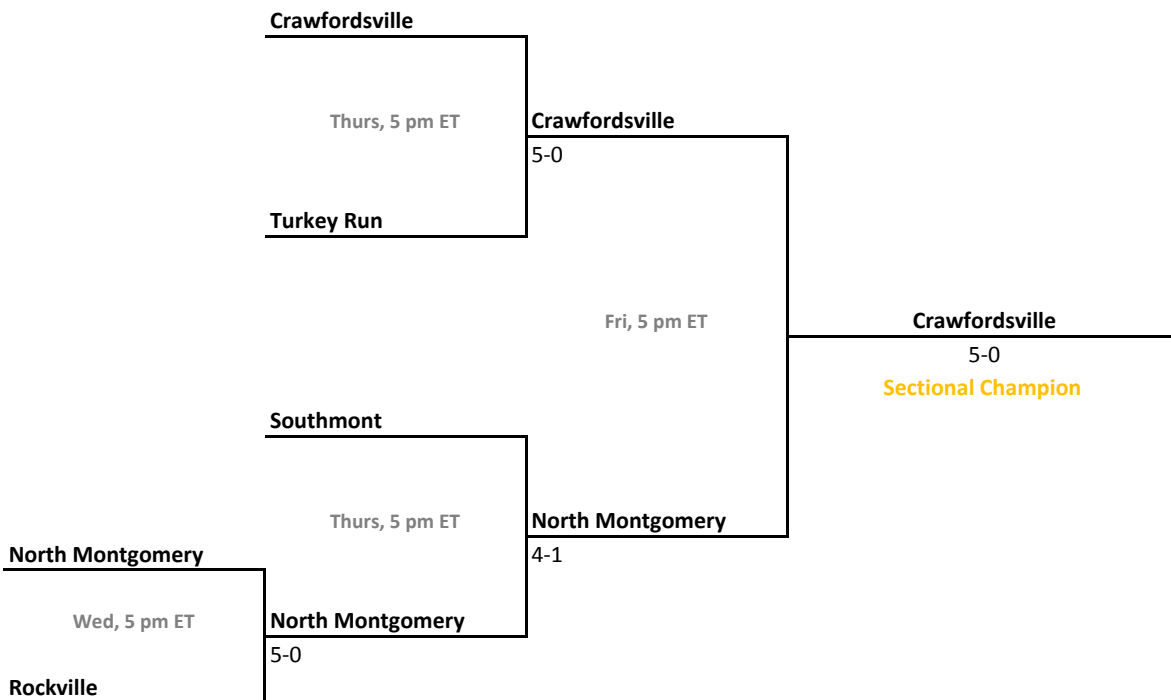 Crawfordsville
Thurs, 5 pm ET
Crawfordsville
5-0
Turkey Run
Fri, 5 pm ET
Crawfordsville
5-0
Sectional Champion
Southmont
Thurs, 5 pm ET
North Montgomery
4-1
North Montgomery
Wed, 5 pm ET
North Montgomery
5-0
Rockville